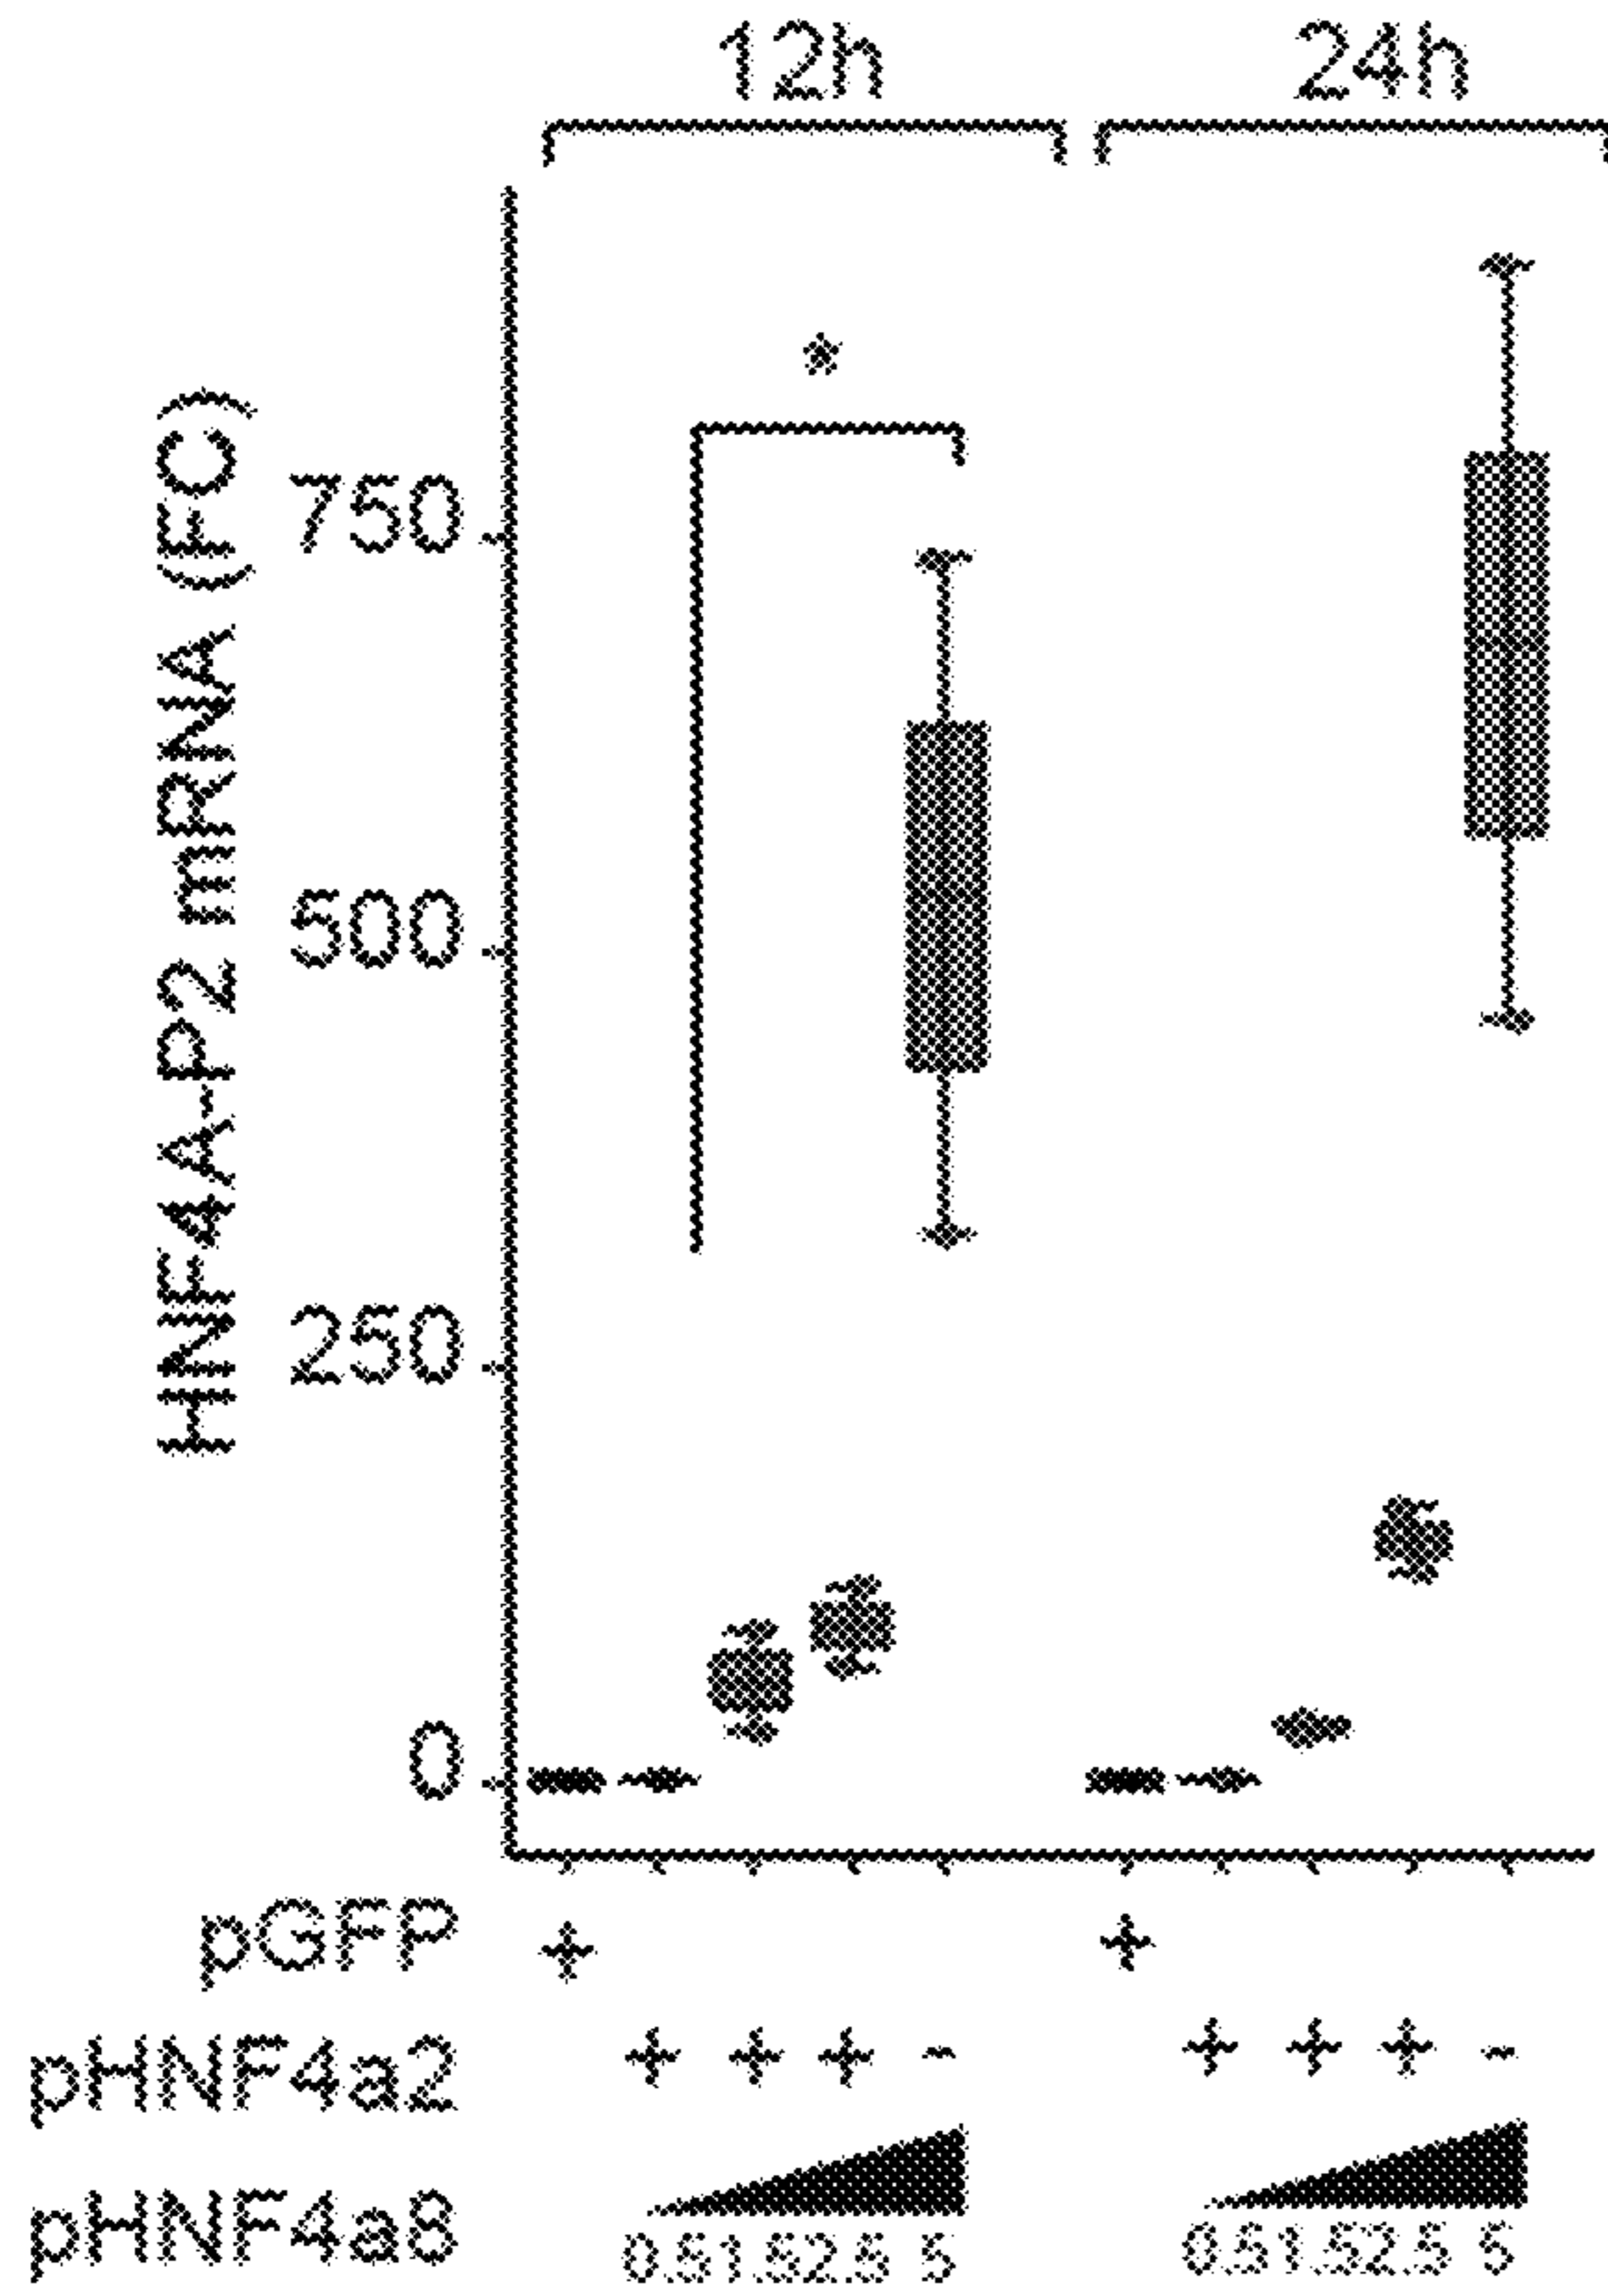 12h 24h
*
HNF4A-P2 mRNA (FC)
750
500
250
0
pGFP + +
pHNF4a2 + + + - + + + -
pHNF4a8
0.5 1.5 2.5 5 0.5 1.5 2.5 5